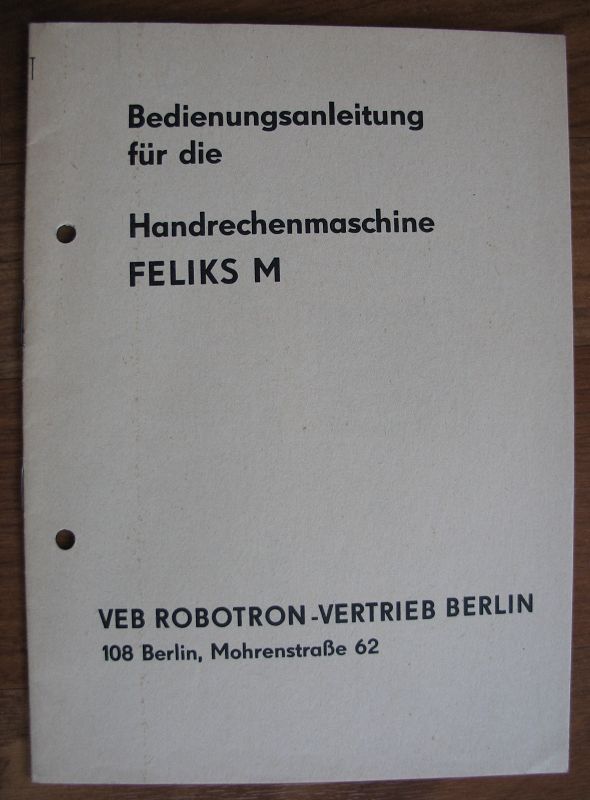 Bedienungsanleitung
für die
Handrechenmaschine
FELIKS M
VEB ROBOTRON-VERTRIEB BERLIN
108 Berlin, Mohrenstraße 62